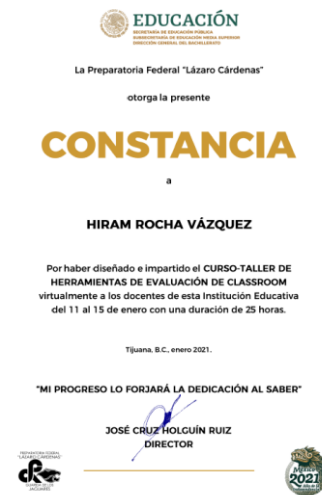 EDUCACIÓN
SECRETARÍA DE EDUCACIÓN PÚBLICA
SUBSECRETARÍA DE EDUCACIÓN MEDIA SUPERIOR
DIRECCIÓN GENERAL DEL BACHILLERATO
La Preparatoria Federal "Lázaro Cárdenas"
otorga la presente
CONSTANCIA
a
HIRAM ROCHA VÁZQUEZ
Por haber diseñado e impartido el CURSO-TALLER DE
HERRAMIENTAS DE EVALUACIÓN DE CLASSROOM
virtualmente a los docentes de esta Institución Educativa
del 11 al 15 de enero con una duración de 25 horas.
Tijuana, B.C., enero 2021.
"MI PROGRESO LO FORJARÁ LA DEDICACIÓN AL SABER"
JOSÉ CRUZ HOLGUÍN RUIZ
DIRECTOR
PREPARATORIA FEDERAL
"LÁZARO CÁRDENAS"
México
2021